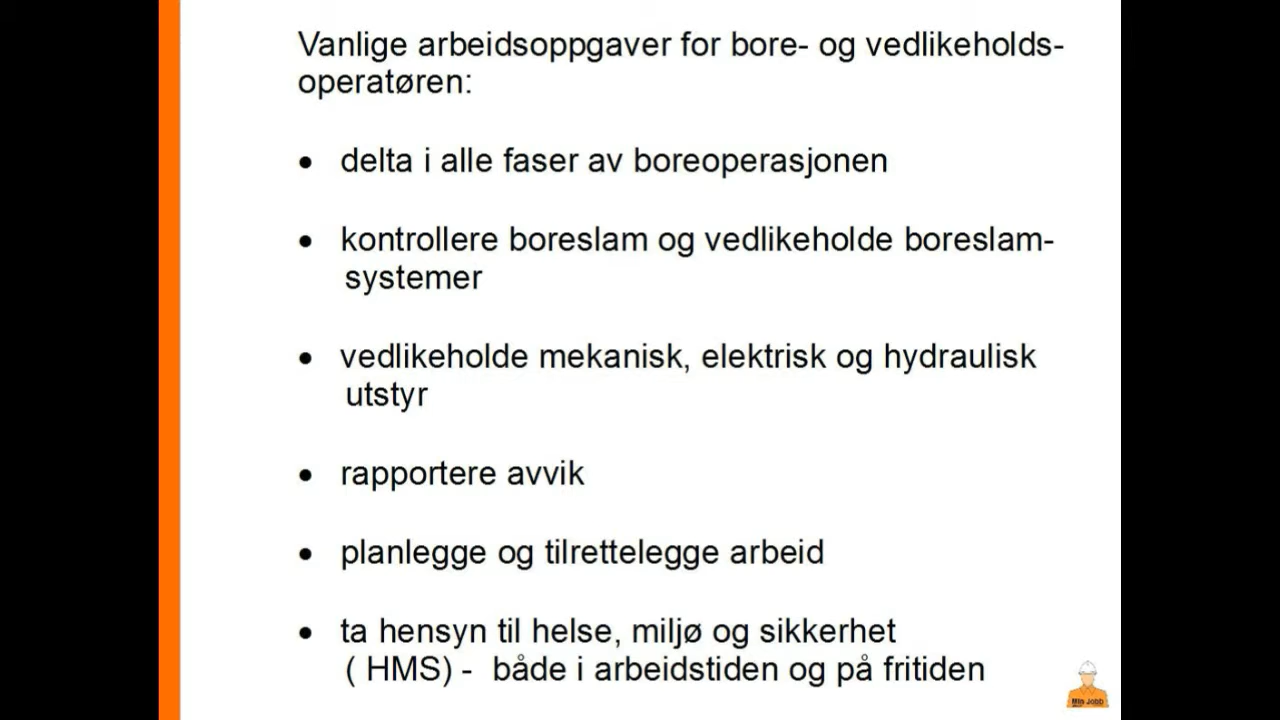 Vanlige arbeidsoppgaver for bore- og vedlikeholds-
operatøren:
• delta i alle faser av boreoperasjonen
• kontrollere boreslam og vedlikeholde boreslam-
systemer
• vedlikeholde mekanisk, elektrisk og hydraulisk
utstyr
• rapportere avvik
• planlegge og tilrettelegge arbeid
• ta hensyn til helse, miljø og sikkerhet
( HMS) - både i arbeidstiden og på fritiden
Min Jobb